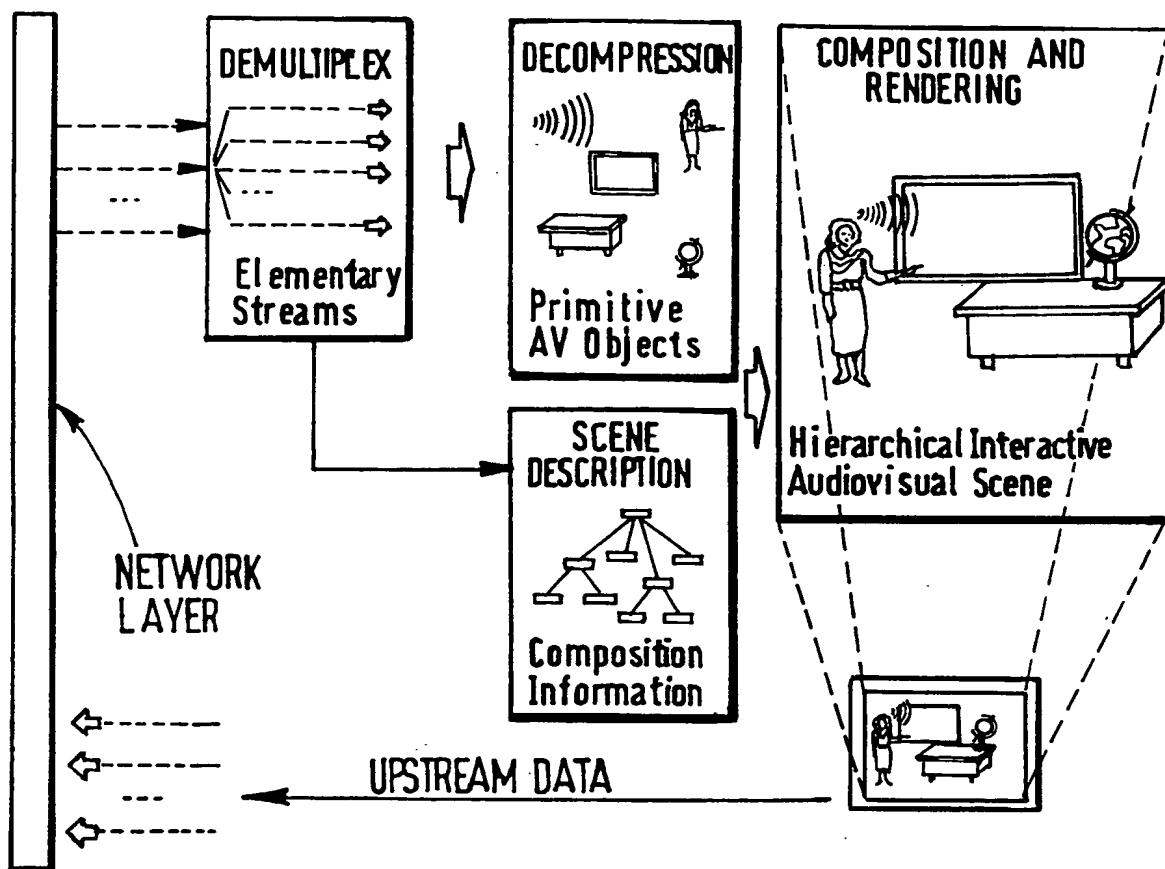 DEMULTIPLEX
Elementary
Streams
DECOMPRESSION
Primitive
AV Objects
COMPOSITION AND
RENDERING
Hierarchical Interactive
Audiovisual Scene
SCENE
DESCRIPTION
Composition
Information
NETWORK
LAYER
UPSTREAM DATA